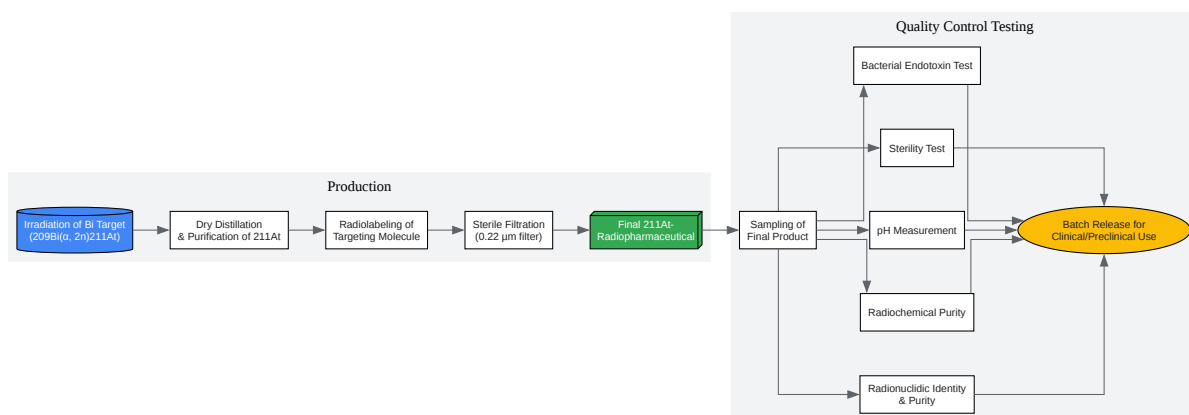 Production
Irradiation of Bi Target
(209Bi(α, 2n)211At)
Dry Distillation
& Purification of 211At
Radiolabeling of
Targeting Molecule
Sterile Filtration
(0.22 µm filter)
Final 211At-
Radiopharmaceutical
Quality Control Testing
Sampling of
Final Product
Bacterial Endotoxin Test
Sterility Test
pH Measurement
Radiochemical Purity
Radionuclidic Identity
& Purity
Batch Release for
Clinical/Preclinical Use